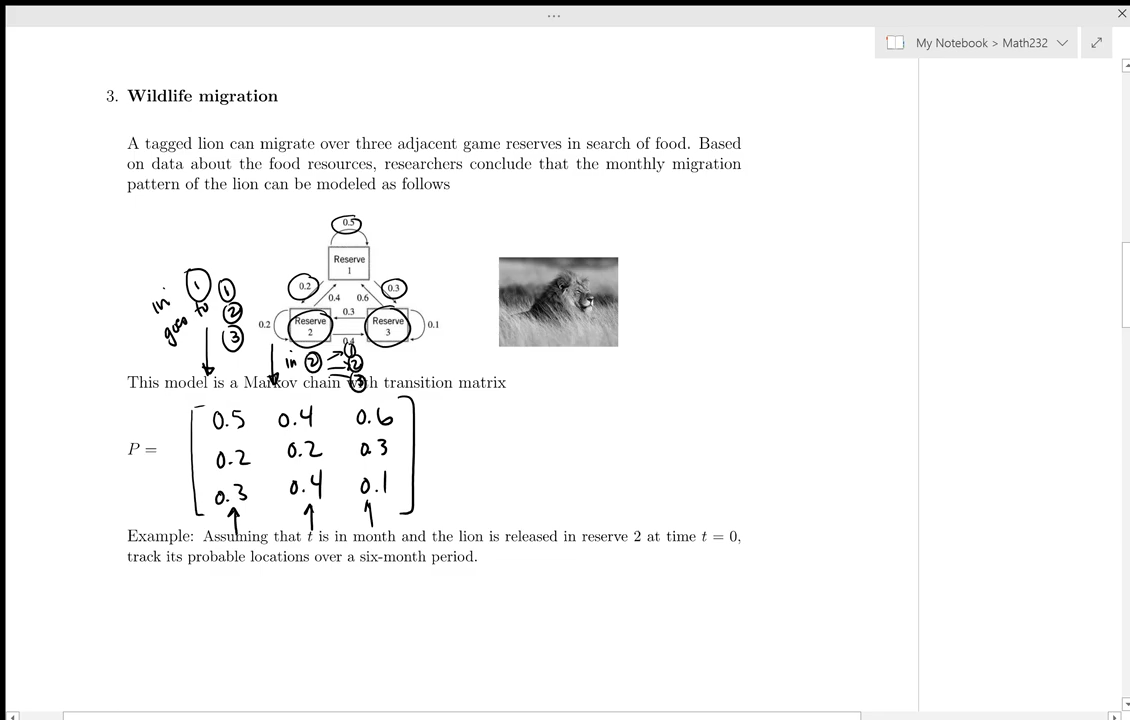 My Notebook > Math232
3. Wildlife migration
A tagged lion can migrate over three adjacent game reserves in search of food. Based
on data about the food resources, researchers conclude that the monthly migration
pattern of the lion can be modeled as follows
0.5
Reserve
1
0.2
0.3
0.4 0.6
0.3
0.2
Reserve
2
Reserve
3
0.1
0.4
in 1
goes to
1
2
3
in 2
1
2
3
This model is a Markov chain with transition matrix
0.5 0.4 0.6
P = 0.2 0.2 0.3
0.3 0.4 0.1
Example: Assuming that t is in month and the lion is released in reserve 2 at time t = 0,
track its probable locations over a six-month period.